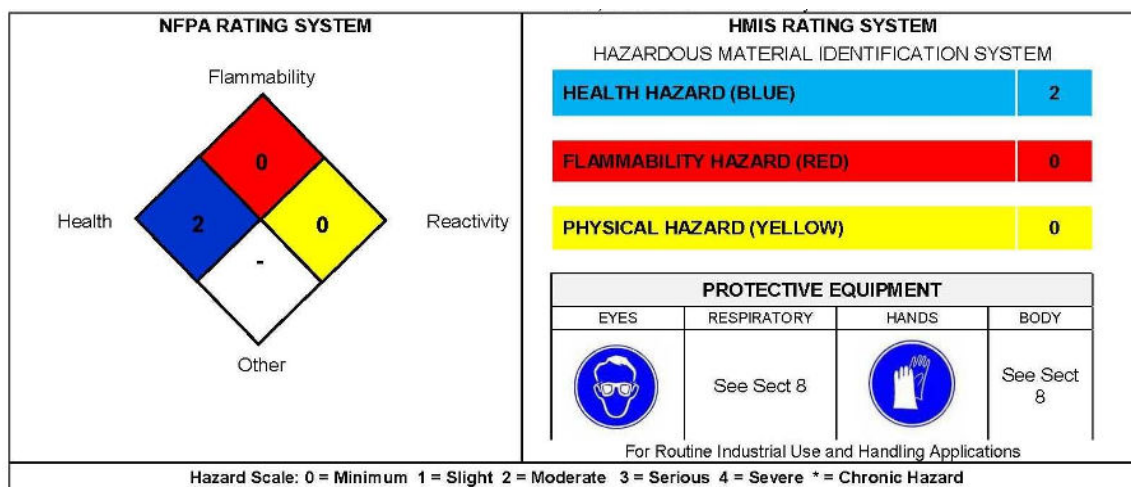 NFPA RATING SYSTEM
Flammability
0
Health
2
0
Reactivity
-
Other
HMIS RATING SYSTEM
HAZARDOUS MATERIAL IDENTIFICATION SYSTEM
HEALTH HAZARD (BLUE) 2
FLAMMABILITY HAZARD (RED) 0
PHYSICAL HAZARD (YELLOW) 0
PROTECTIVE EQUIPMENT
EYES RESPIRATORY HANDS BODY
See Sect 8
See Sect
8
For Routine Industrial Use and Handling Applications
Hazard Scale: 0 = Minimum 1 = Slight 2 = Moderate 3 = Serious 4 = Severe * = Chronic Hazard